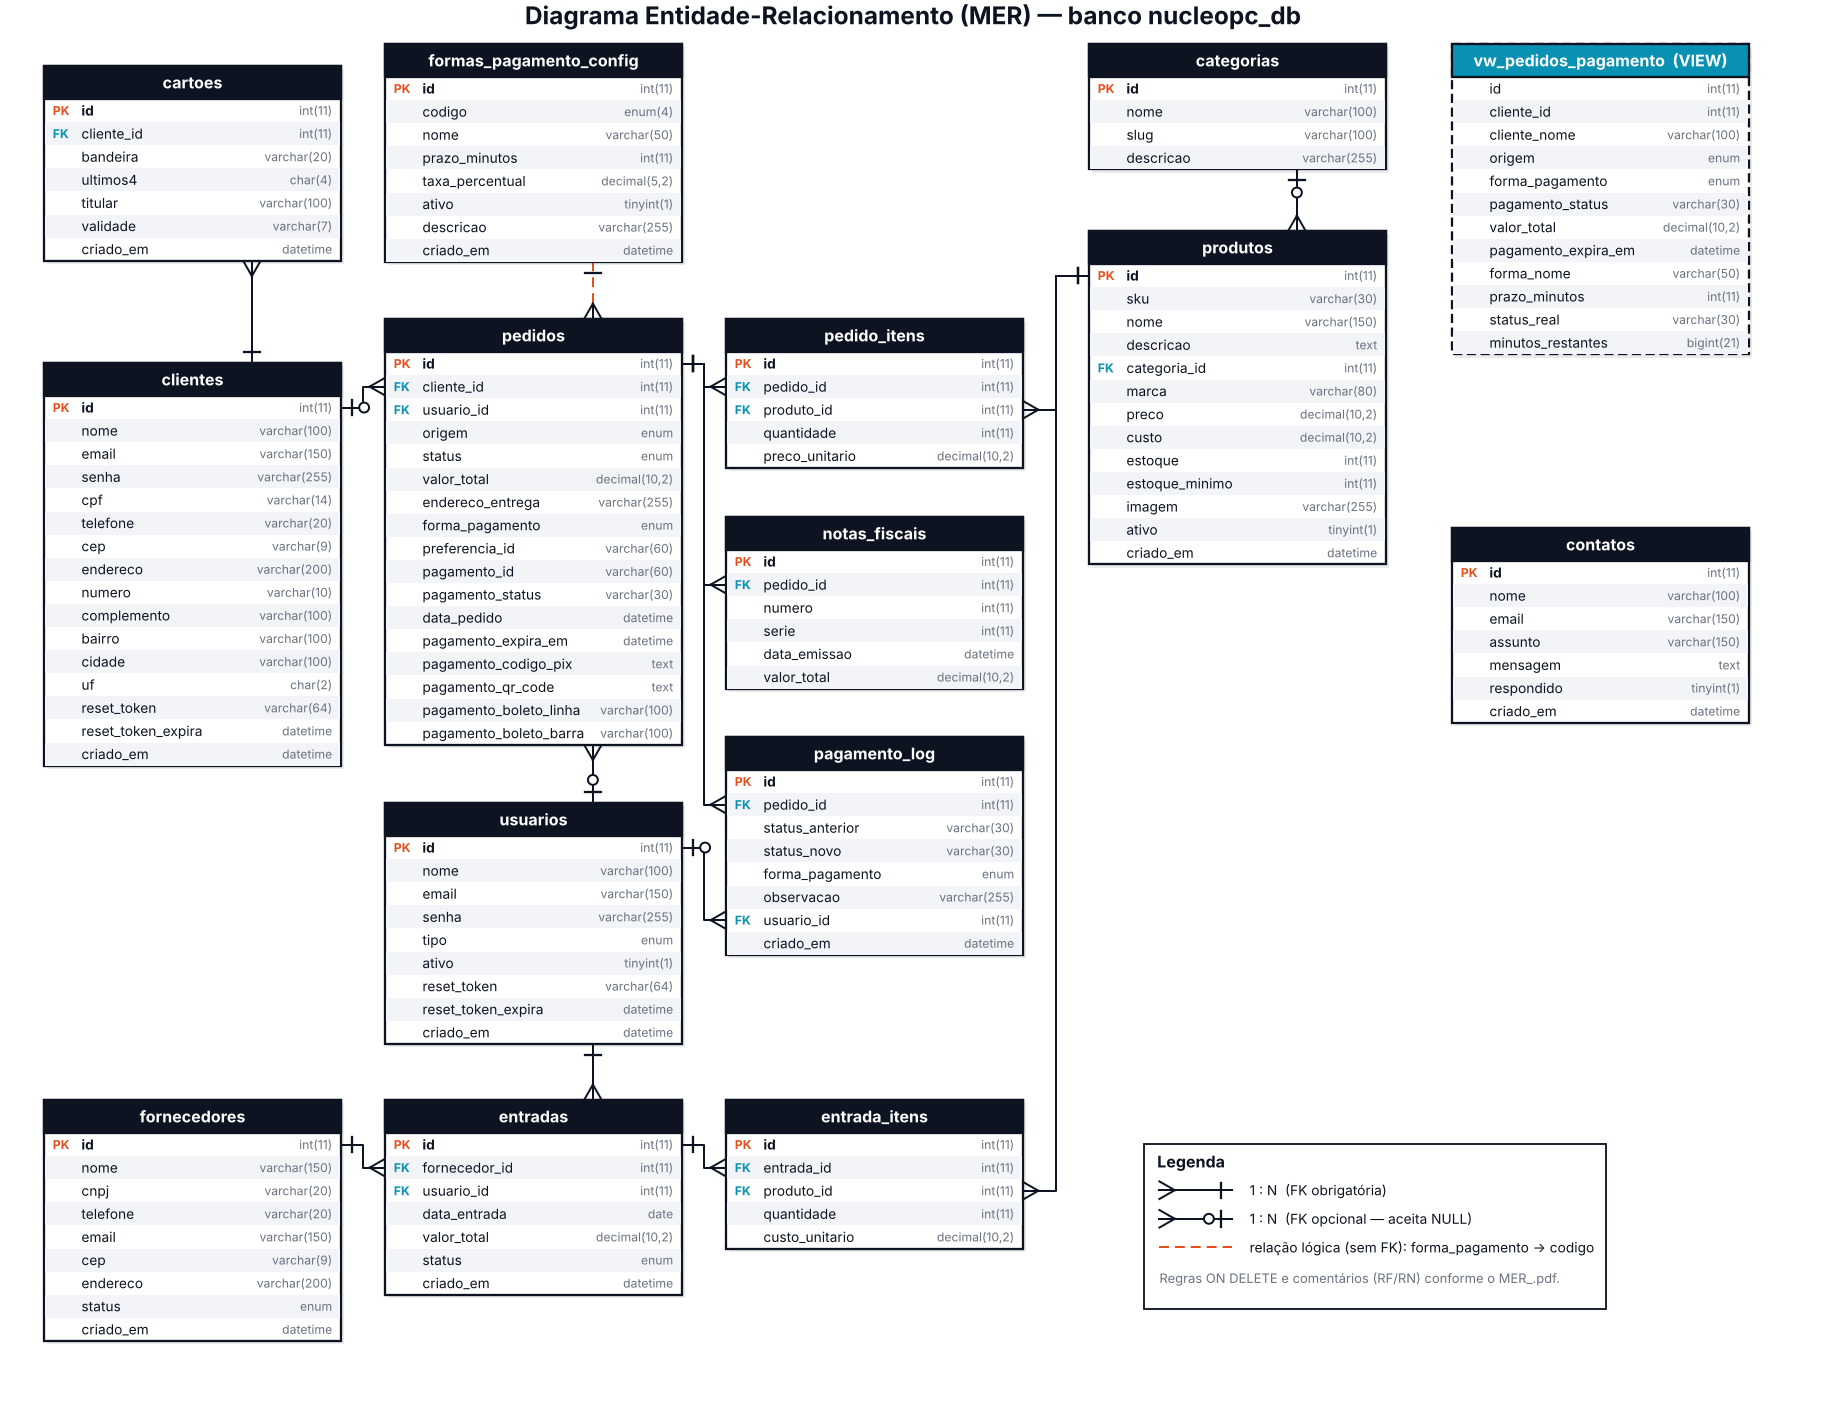 Diagrama Entidade-Relacionamento (MER) — banco nucleopc_db
cartoes
PK id int(11)
FK cliente_id int(11)
bandeira varchar(20)
ultimos4 char(4)
titular varchar(100)
validade varchar(7)
criado_em datetime
formas_pagamento_config
PK id int(11)
codigo enum(4)
nome varchar(50)
prazo_minutos int(11)
taxa_percentual decimal(5,2)
ativo tinyint(1)
descricao varchar(255)
criado_em datetime
categorias
PK id int(11)
nome varchar(100)
slug varchar(100)
descricao varchar(255)
vw_pedidos_pagamento (VIEW)
id int(11)
cliente_id int(11)
cliente_nome varchar(100)
origem enum
forma_pagamento enum
pagamento_status varchar(30)
valor_total decimal(10,2)
pagamento_expira_em datetime
forma_nome varchar(50)
prazo_minutos int(11)
status_real varchar(30)
minutos_restantes bigint(21)
clientes
PK id int(11)
nome varchar(100)
email varchar(150)
senha varchar(255)
cpf varchar(14)
telefone varchar(20)
cep varchar(9)
endereco varchar(200)
numero varchar(10)
complemento varchar(100)
bairro varchar(100)
cidade varchar(100)
uf char(2)
reset_token varchar(64)
reset_token_expira datetime
criado_em datetime
pedidos
PK id int(11)
FK cliente_id int(11)
FK usuario_id int(11)
origem enum
status enum
valor_total decimal(10,2)
endereco_entrega varchar(255)
forma_pagamento enum
preferencia_id varchar(60)
pagamento_id varchar(60)
pagamento_status varchar(30)
data_pedido datetime
pagamento_expira_em datetime
pagamento_codigo_pix text
pagamento_qr_code text
pagamento_boleto_linha varchar(100)
pagamento_boleto_barra varchar(100)
pedido_itens
PK id int(11)
FK pedido_id int(11)
FK produto_id int(11)
quantidade int(11)
preco_unitario decimal(10,2)
produtos
PK id int(11)
sku varchar(30)
nome varchar(150)
descricao text
FK categoria_id int(11)
marca varchar(80)
preco decimal(10,2)
custo decimal(10,2)
estoque int(11)
estoque_minimo int(11)
imagem varchar(255)
ativo tinyint(1)
criado_em datetime
notas_fiscais
PK id int(11)
FK pedido_id int(11)
numero int(11)
serie int(11)
data_emissao datetime
valor_total decimal(10,2)
contatos
PK id int(11)
nome varchar(100)
email varchar(150)
assunto varchar(150)
mensagem text
respondido tinyint(1)
criado_em datetime
pagamento_log
PK id int(11)
FK pedido_id int(11)
status_anterior varchar(30)
status_novo varchar(30)
forma_pagamento enum
observacao varchar(255)
FK usuario_id int(11)
criado_em datetime
usuarios
PK id int(11)
nome varchar(100)
email varchar(150)
senha varchar(255)
tipo enum
ativo tinyint(1)
reset_token varchar(64)
reset_token_expira datetime
criado_em datetime
fornecedores
PK id int(11)
nome varchar(150)
cnpj varchar(20)
telefone varchar(20)
email varchar(150)
cep varchar(9)
endereco varchar(200)
status enum
criado_em datetime
entradas
PK id int(11)
FK fornecedor_id int(11)
FK usuario_id int(11)
data_entrada date
valor_total decimal(10,2)
status enum
criado_em datetime
entrada_itens
PK id int(11)
FK entrada_id int(11)
FK produto_id int(11)
quantidade int(11)
custo_unitario decimal(10,2)
Legenda
1 : N (FK obrigatória)
1 : N (FK opcional — aceita NULL)
relação lógica (sem FK): forma_pagamento → codigo
Regras ON DELETE e comentários (RF/RN) conforme o MER_.pdf.